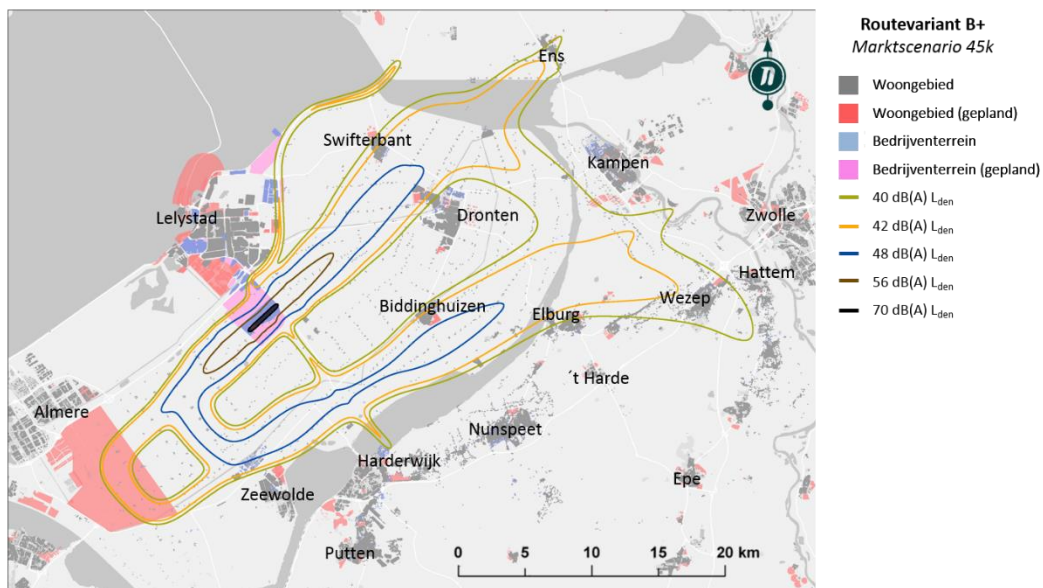 Routevariant B+
Marktscenario 45k
N
Woongebied
Woongebied (gepland)
Bedrijventerrein
Bedrijventerrein (gepland)
40 dB(A) Lden
42 dB(A) Lden
48 dB(A) Lden
56 dB(A) Lden
70 dB(A) Lden
Ens
Swifterbant
Kampen
Lelystad
Dronten
Zwolle
Hattem
Biddinghuizen
Wezep
Elburg
't Harde
Almere
Nunspeet
Harderwijk
Zeewolde
Epe
Putten
0 5 10 15 20 km